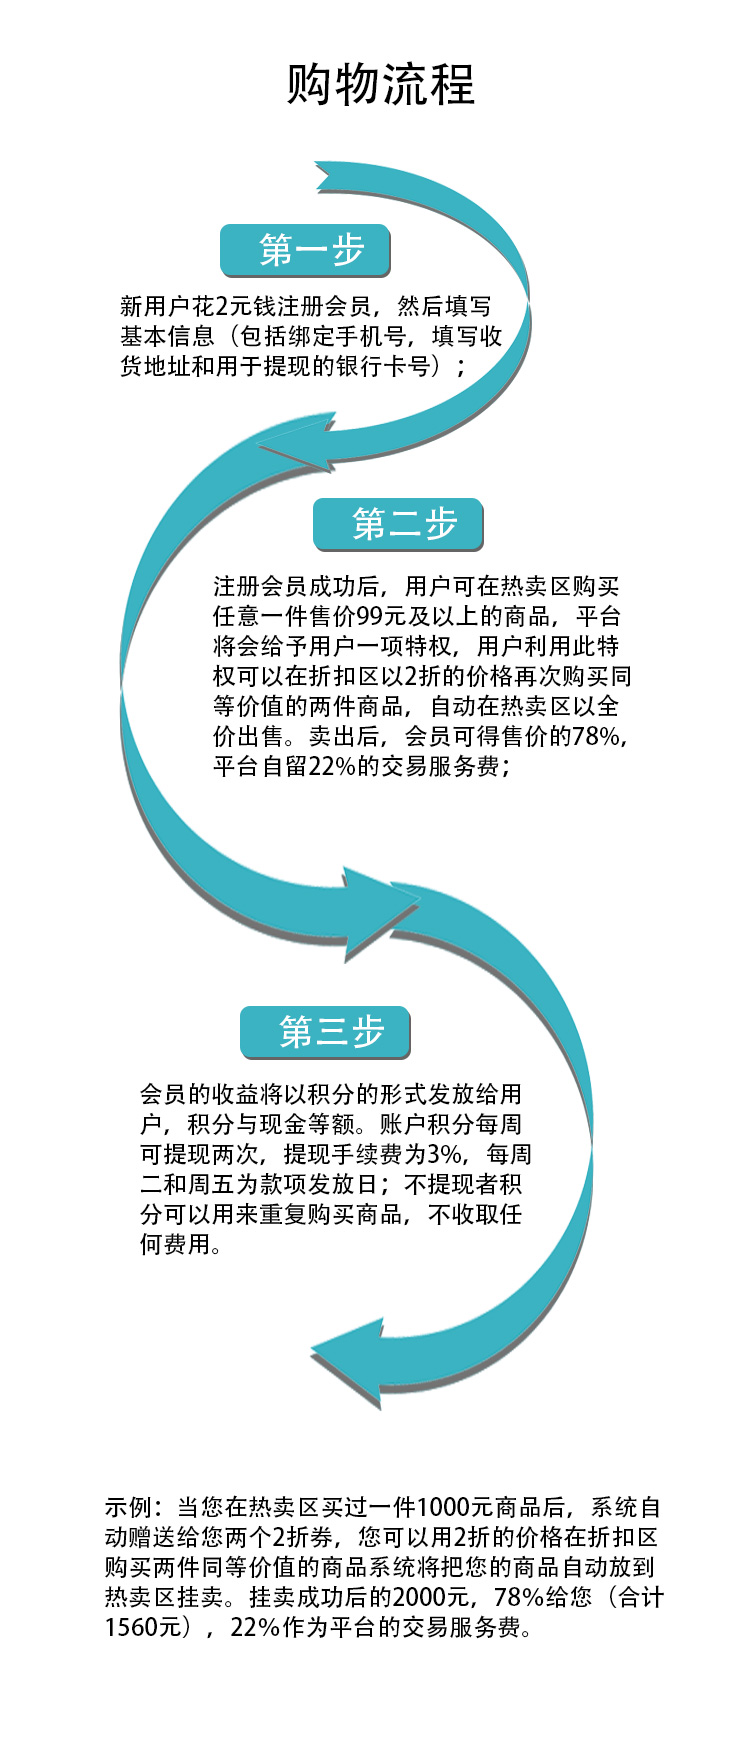 购物流程
第一步
新用户花2元钱注册会员，然后填写
基本信息（包括绑定手机号，填写收
货地址和用于提现的银行卡号）；
第二步
注册会员成功后，用户可在热卖区购买
任意一件售价99元及以上的商品，平台
将会给予用户一项特权，用户利用此特
权可以在折扣区以2折的价格再次购买同
等价值的两件商品，自动在热卖区以全
价出售。卖出后，会员可得售价的78%，
平台自留22%的交易服务费；
第三步
会员的收益将以积分的形式发放给用
户，积分与现金等额。账户积分每周
可提现两次，提现手续费为3%，每周
二和周五为款项发放日；不提现者积
分可以用来重复购买商品，不收取任
何费用。
示例：当您在热卖区买过一件1000元商品后，系统自
动赠送给您两个2折券，您可以用2折的价格在折扣区
购买两件同等价值的商品系统将把您的商品自动放到
热卖区挂卖。挂卖成功后的2000元，78%给您（合计
1560元），22%作为平台的交易服务费。